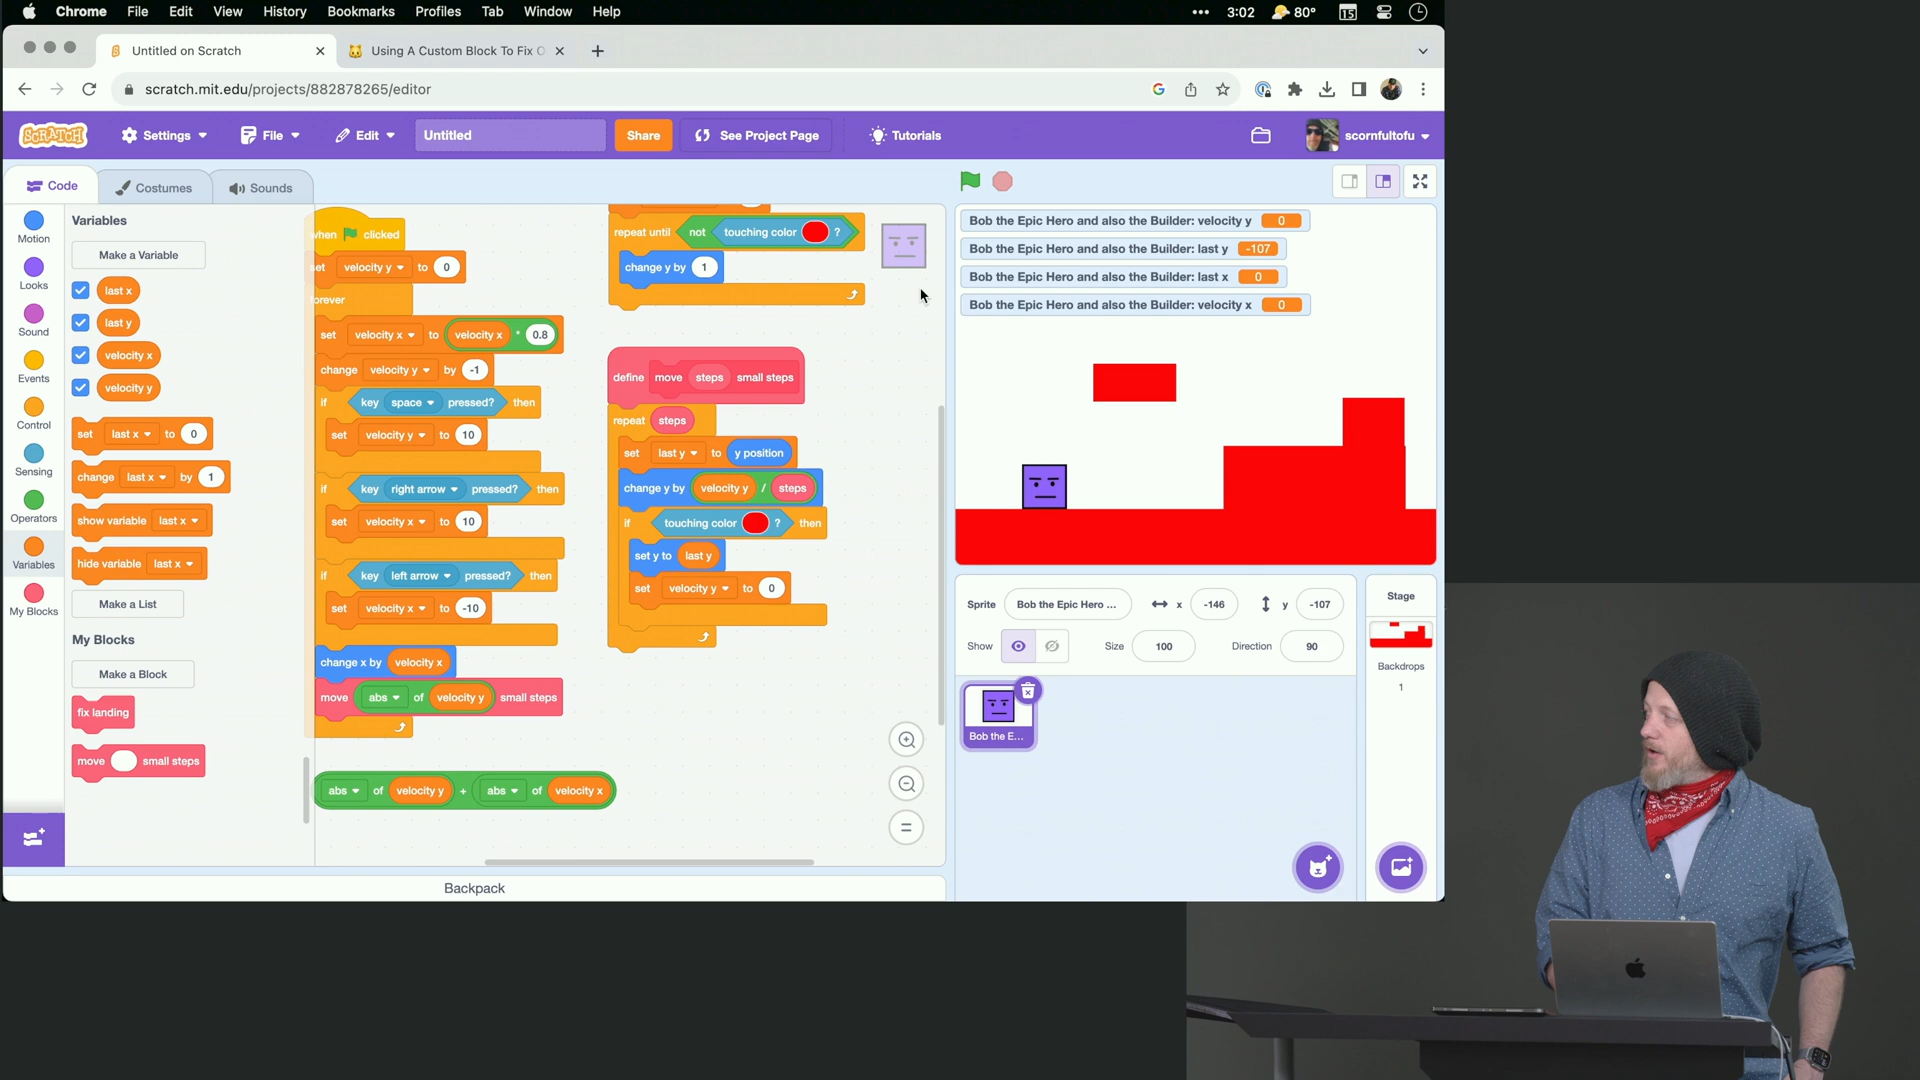 Chrome File Edit View History Bookmarks Profiles Tab Window Help ••• 3:02 80° 15
Untitled on Scratch Using A Custom Block To Fix
scratch.mit.edu/projects/882878265/editor
SCRATCH Settings File Edit Untitled Share See Project Page Tutorials scornfultofu
Code Costumes Sounds
Motion
Looks
Sound
Events
Control
Sensing
Operators
Variables
My Blocks
Variables
Make a Variable
last x
last y
velocity x
velocity y
set last x to 0
change last x by 1
show variable last x
hide variable last x
Make a List
My Blocks
Make a Block
fix landing
move small steps
when clicked
set velocity y to 0
forever
set velocity x to velocity x * 0.8
change velocity y by -1
if key space pressed? then
set velocity y to 10
if key right arrow pressed? then
set velocity x to 10
if key left arrow pressed? then
set velocity x to -10
change x by velocity x
move abs of velocity y small steps
abs of velocity y + abs of velocity x
repeat until not touching color ?
change y by 1
define move steps small steps
repeat steps
set last y to y position
change y by velocity y / steps
if touching color ? then
set y to last y
set velocity y to 0
Backpack
Bob the Epic Hero and also the Builder: velocity y 0
Bob the Epic Hero and also the Builder: last y -107
Bob the Epic Hero and also the Builder: last x 0
Bob the Epic Hero and also the Builder: velocity x 0
Sprite Bob the Epic Hero ... x -146 y -107
Show Size 100 Direction 90
Bob the E...
Stage
Backdrops
1